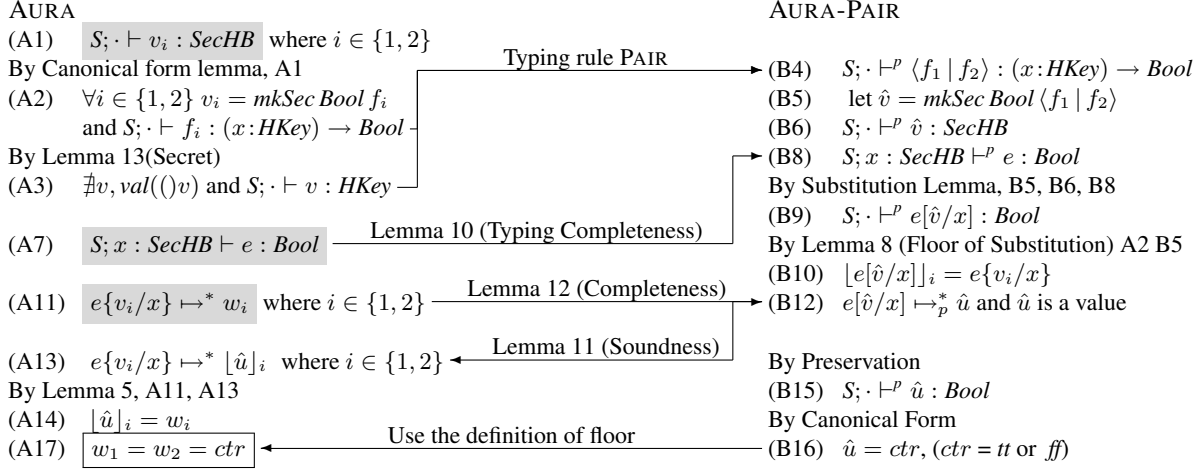 AURA
AURA-PAIR
(A1) S; · ⊢ v_i : SecHB where i ∈ {1, 2}
By Canonical form lemma, A1
Typing rule PAIR
(B4) S; · ⊢^p ⟨f_1 | f_2⟩ : (x : HKey) → Bool
(A2) ∀i ∈ {1, 2} v_i = mkSec Bool f_i
(B5) let v̂ = mkSec Bool ⟨f_1 | f_2⟩
and S; · ⊢ f_i : (x : HKey) → Bool
(B6) S; · ⊢^p v̂ : SecHB
By Lemma 13(Secret)
(B8) S; x : SecHB ⊢^p e : Bool
(A3) ∄v, val(()v) and S; · ⊢ v : HKey
By Substitution Lemma, B5, B6, B8
(B9) S; · ⊢^p e[v̂/x] : Bool
(A7) S; x : SecHB ⊢ e : Bool
Lemma 10 (Typing Completeness)
By Lemma 8 (Floor of Substitution) A2 B5
(B10) ⌊e[v̂/x]⌋_i = e{v_i/x}
(A11) e{v_i/x} ↦* w_i where i ∈ {1, 2}
Lemma 12 (Completeness)
(B12) e[v̂/x] ↦*_p û and û is a value
(A13) e{v_i/x} ↦* ⌊û⌋_i where i ∈ {1, 2}
Lemma 11 (Soundness)
By Preservation
By Lemma 5, A11, A13
(B15) S; · ⊢^p û : Bool
(A14) ⌊û⌋_i = w_i
By Canonical Form
(A17) w_1 = w_2 = ctr
Use the definition of floor
(B16) û = ctr, (ctr = tt or ff)